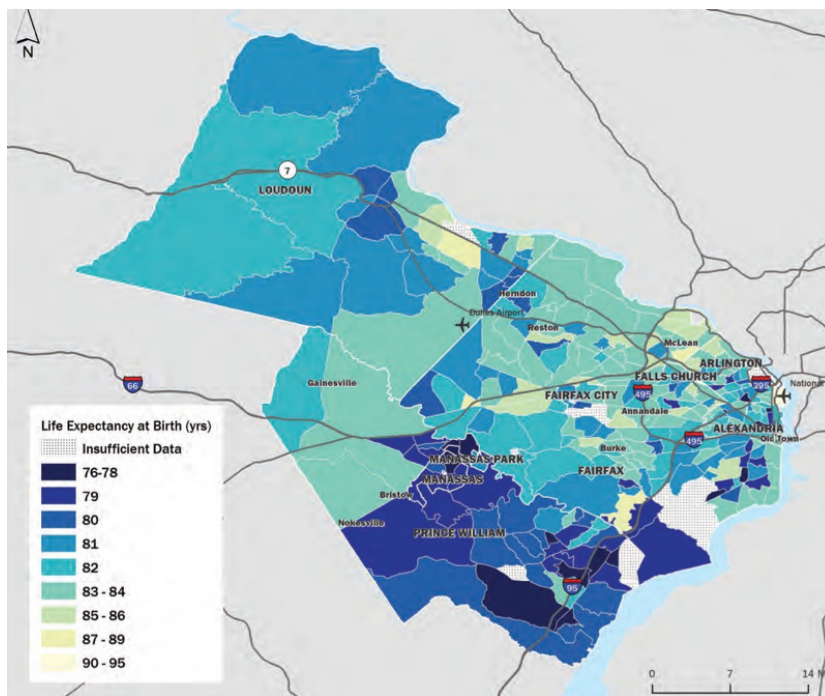 N
7
LOUDOUN
Herndon
Dulles Airport
Reston
McLean
ARLINGTON
Gainesville
66
FALLS CHURCH
395
National
FAIRFAX CITY
495
Annandale
ALEXANDRIA
Old Town
495
Burke
FAIRFAX
MANASSAS PARK
MANASSAS
Bristow
Nokesville
PRINCE WILLIAM
95
Life Expectancy at Birth (yrs)
Insufficient Data
76-78
79
80
81
82
83 - 84
85 - 86
87 - 89
90 - 95
0 7 14 M